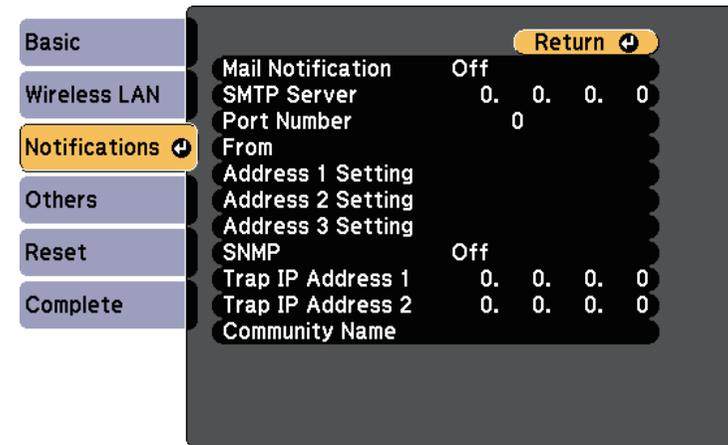 Basic
Wireless LAN
Notifications
Others
Reset
Complete
Return
Mail Notification Off
SMTP Server 0. 0. 0. 0
Port Number 0
From
Address 1 Setting
Address 2 Setting
Address 3 Setting
SNMP Off
Trap IP Address 1 0. 0. 0. 0
Trap IP Address 2 0. 0. 0. 0
Community Name